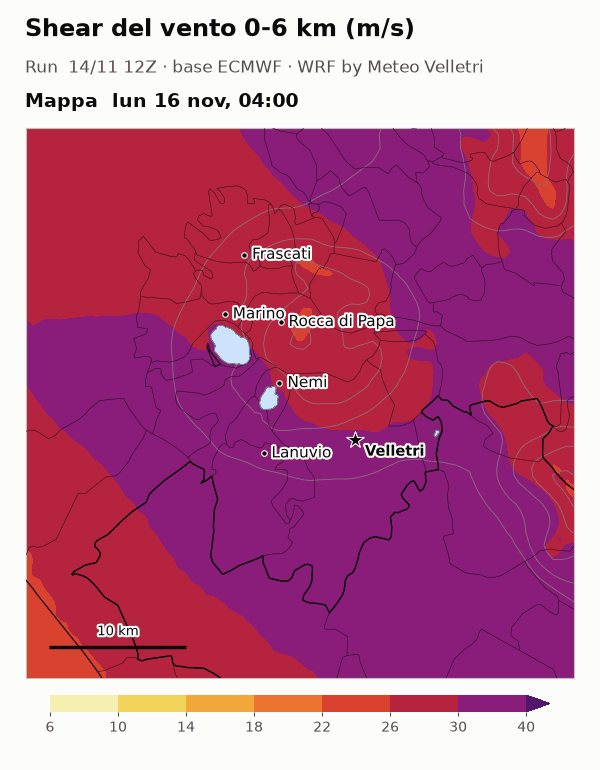 Shear del vento 0-6 km (m/s)
Run  14/11 12Z · base ECMWF · WRF by Meteo Velletri
Mappa  lun 16 nov, 04:00
Frascati
Marino
Rocca di Papa
Nemi
Lanuvio
Velletri
10 km
6 10 14 18 22 26 30 40